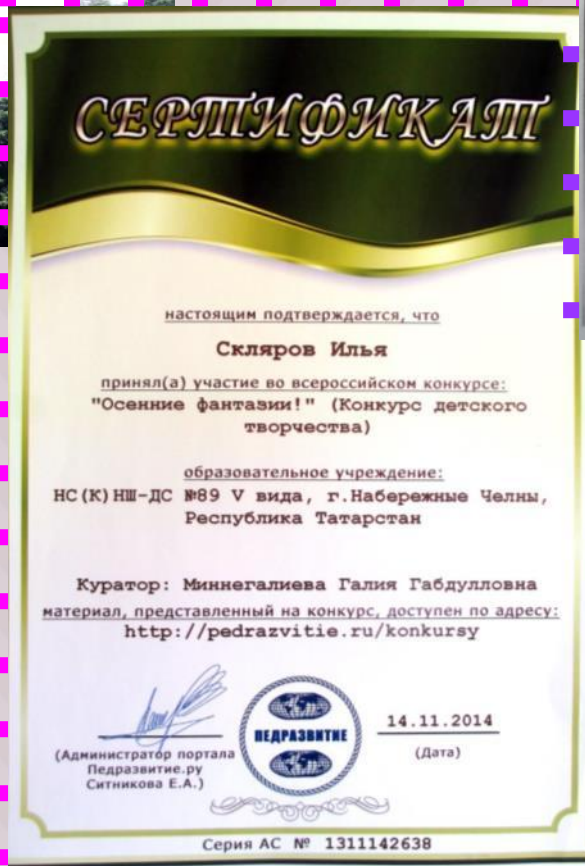 СЕРТИФИКАТ
настоящим подтверждается, что
Скляров Илья
принял(а) участие во всероссийском конкурсе:
"Осенние фантазии!" (Конкурс детского
творчества)
образовательное учреждение:
НС(К)НШ-ДС №89 V вида, г.Набережные Челны,
Республика Татарстан
Куратор: Миннегалиева Галия Габдулловна
материал, представленный на конкурс, доступен по адресу:
http://pedrazvitie.ru/konkursy
14.11.2014
ПЕДРАЗВИТИЕ
(Администратор портала
Педразвитие.ру
Ситникова Е.А.)
(Дата)
Серия АС № 1311142638